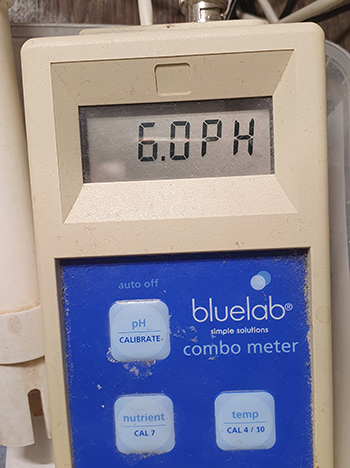 6.0PH
auto off
pH
CALIBRATE
bluelab®
simple solutions
combo meter
nutrient
CAL 7
temp
CAL 4 / 10